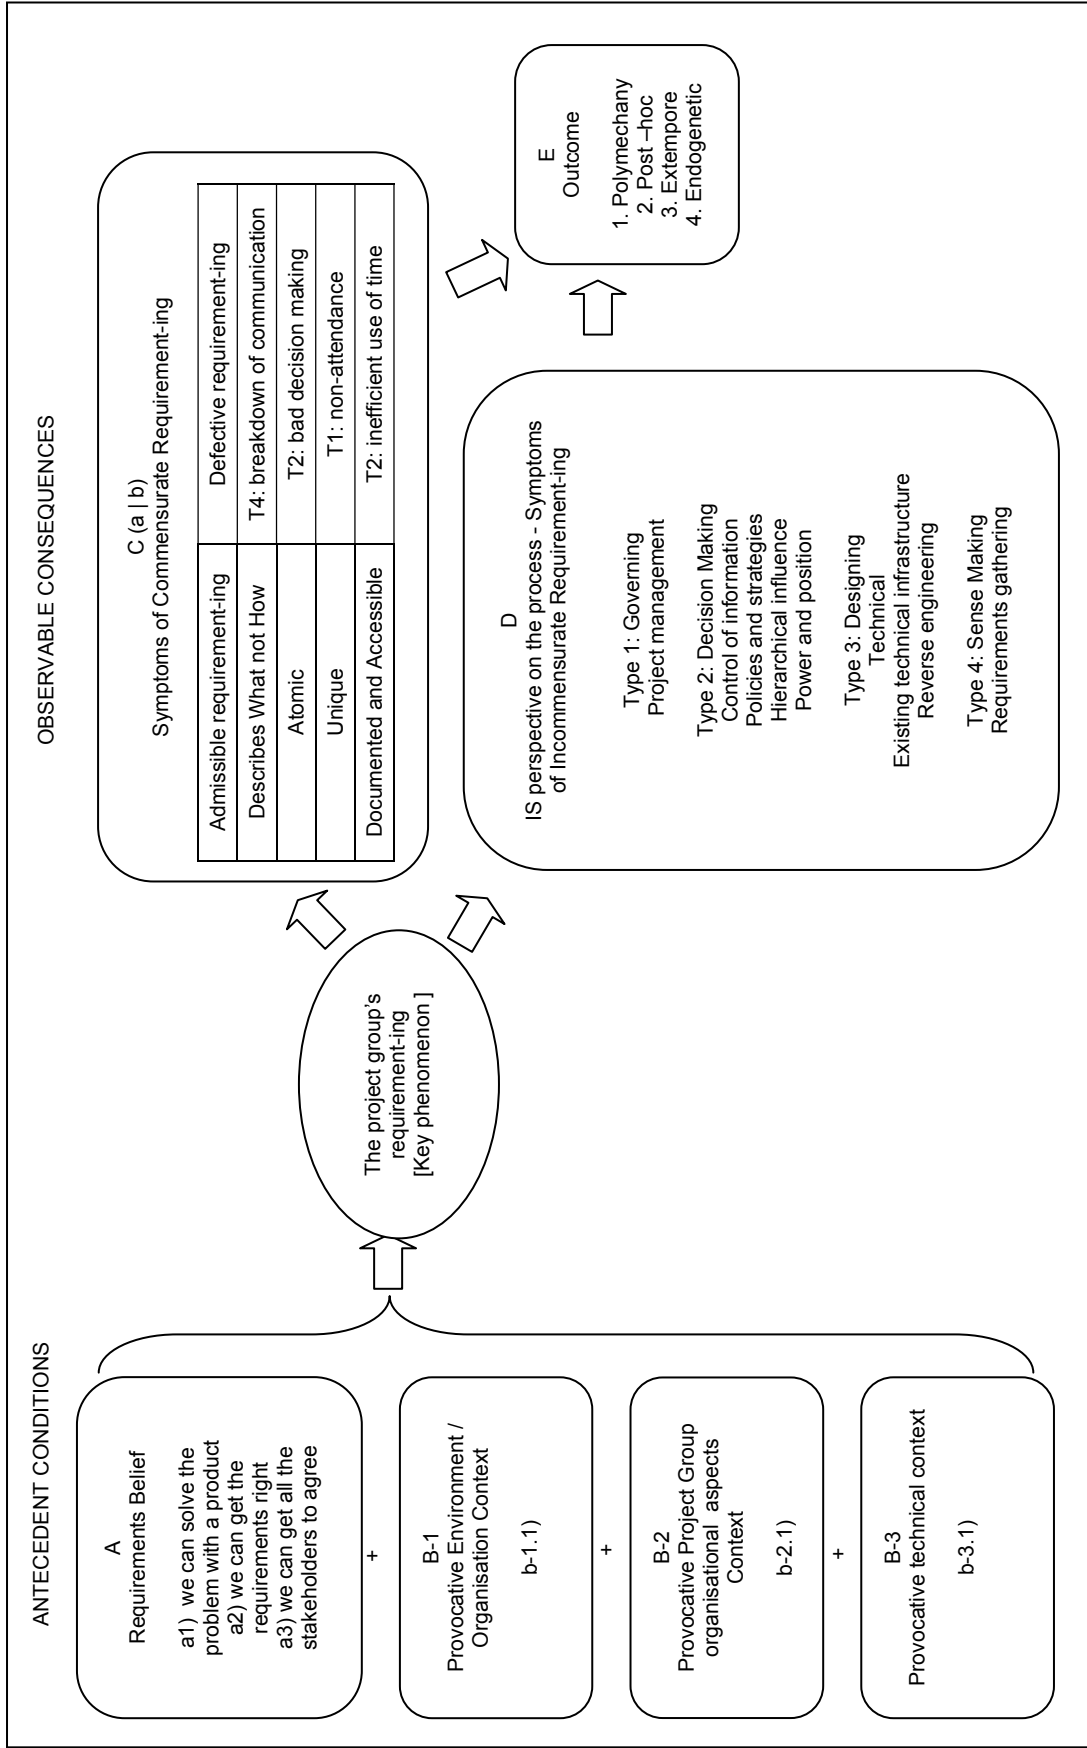 ANTECEDENT CONDITIONS
A
Requirements Belief
a1) we can solve the
problem with a product
a2) we can get the
requirements right
a3) we can get all the
stakeholders to agree
+
B-1
Provocative Environment /
Organisation Context
b-1.1)
+
B-2
Provocative Project Group
organisational aspects
Context
b-2.1)
+
B-3
Provocative technical context
b-3.1)
The project group’s
requirement-ing
[Key phenomenon ]
OBSERVABLE CONSEQUENCES
C (a | b)
Symptoms of Commensurate Requirement-ing
Admissible requirement-ing Defective requirement-ing
Describes What not How T4: breakdown of communication
Atomic T2: bad decision making
Unique T1: non-attendance
Documented and Accessible T2: inefficient use of time
D
IS perspective on the process - Symptoms
of Incommensurate Requirement-ing
Type 1: Governing
Project management
Type 2: Decision Making
Control of information
Policies and strategies
Hierarchical influence
Power and position
Type 3: Designing
Technical
Existing technical infrastructure
Reverse engineering
Type 4: Sense Making
Requirements gathering
E
Outcome
1. Polymechany
2. Post –hoc
3. Extempore
4. Endogenetic